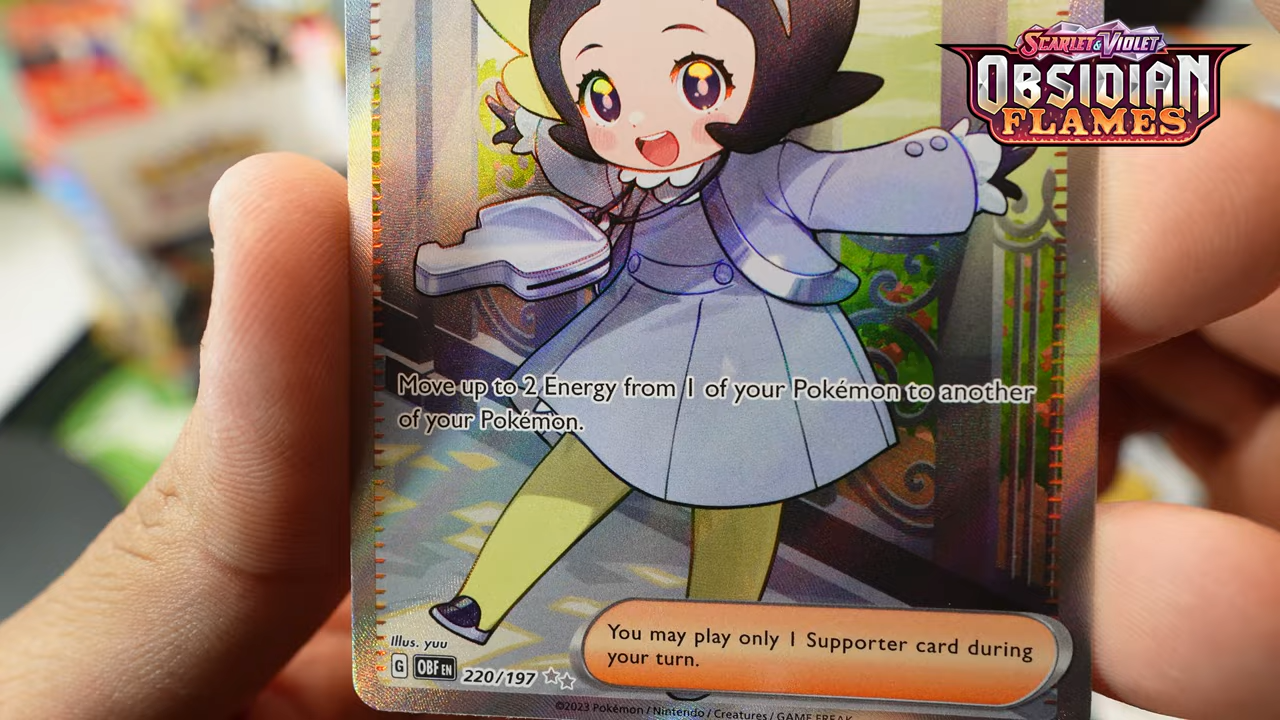 SCARLET & VIOLET
OBSIDIAN
FLAMES
Move up to 2 Energy from 1 of your Pokémon to another
of your Pokémon.
You may play only 1 Supporter card during
your turn.
Illus. yuu
G OBF EN 220/197
©2023 Pokémon / Nintendo / Creatures / GAME FREAK